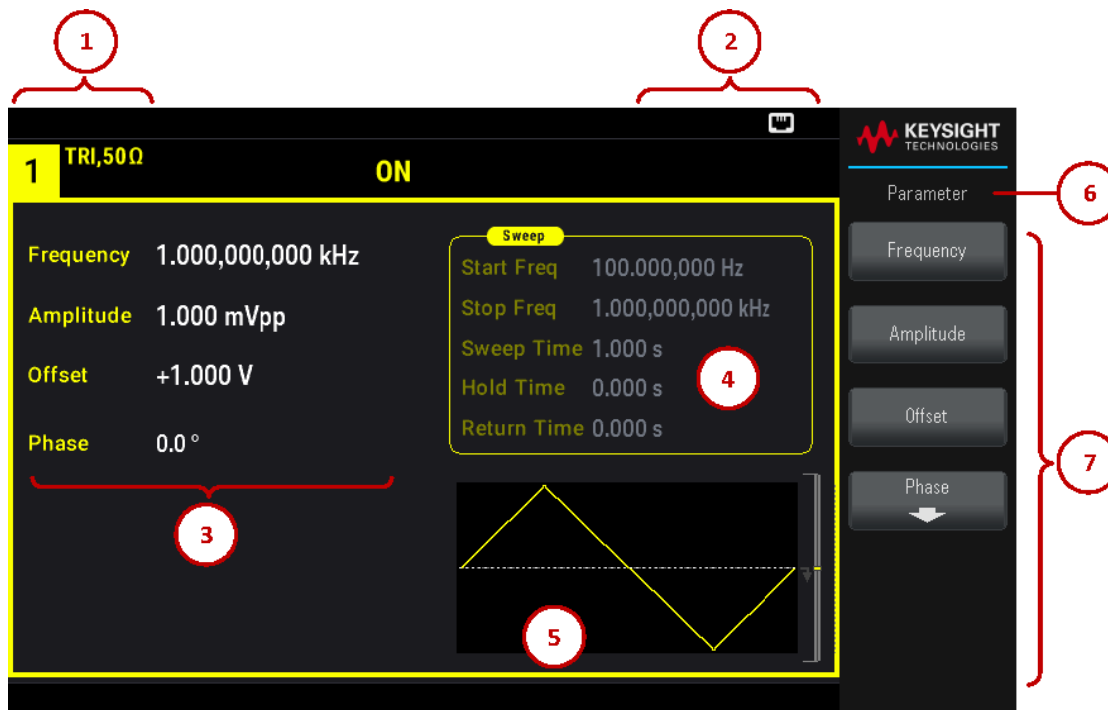 1
2
KEYSIGHT
TECHNOLOGIES
1
TRI,50Ω
ON
Parameter
6
Frequency 1.000,000,000 kHz
Amplitude 1.000 mVpp
Offset +1.000 V
Phase 0.0 °
3
Sweep
Start Freq 100.000,000 Hz
Stop Freq 1.000,000,000 kHz
Sweep Time 1.000 s
Hold Time 0.000 s
Return Time 0.000 s
4
5
Frequency
Amplitude
Offset
Phase
7